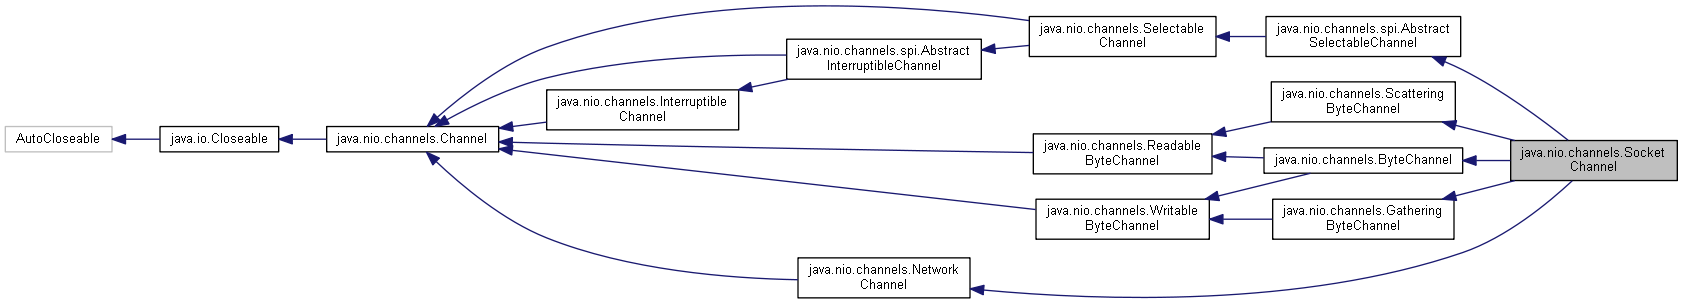 AutoCloseable
java.io.Closeable
java.nio.channels.Channel
java.nio.channels.Interruptible
Channel
java.nio.channels.spi.Abstract
InterruptibleChannel
java.nio.channels.Selectable
Channel
java.nio.channels.spi.Abstract
SelectableChannel
java.nio.channels.Readable
ByteChannel
java.nio.channels.Scattering
ByteChannel
java.nio.channels.ByteChannel
java.nio.channels.Writable
ByteChannel
java.nio.channels.Gathering
ByteChannel
java.nio.channels.Network
Channel
java.nio.channels.Socket
Channel